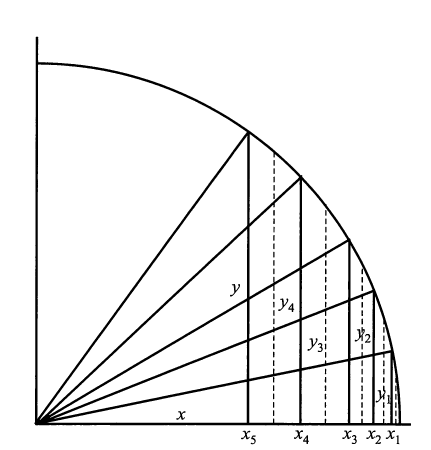 y
y₄
y₃
y₂
y₁
x
x₅ x₄ x₃ x₂ x₁